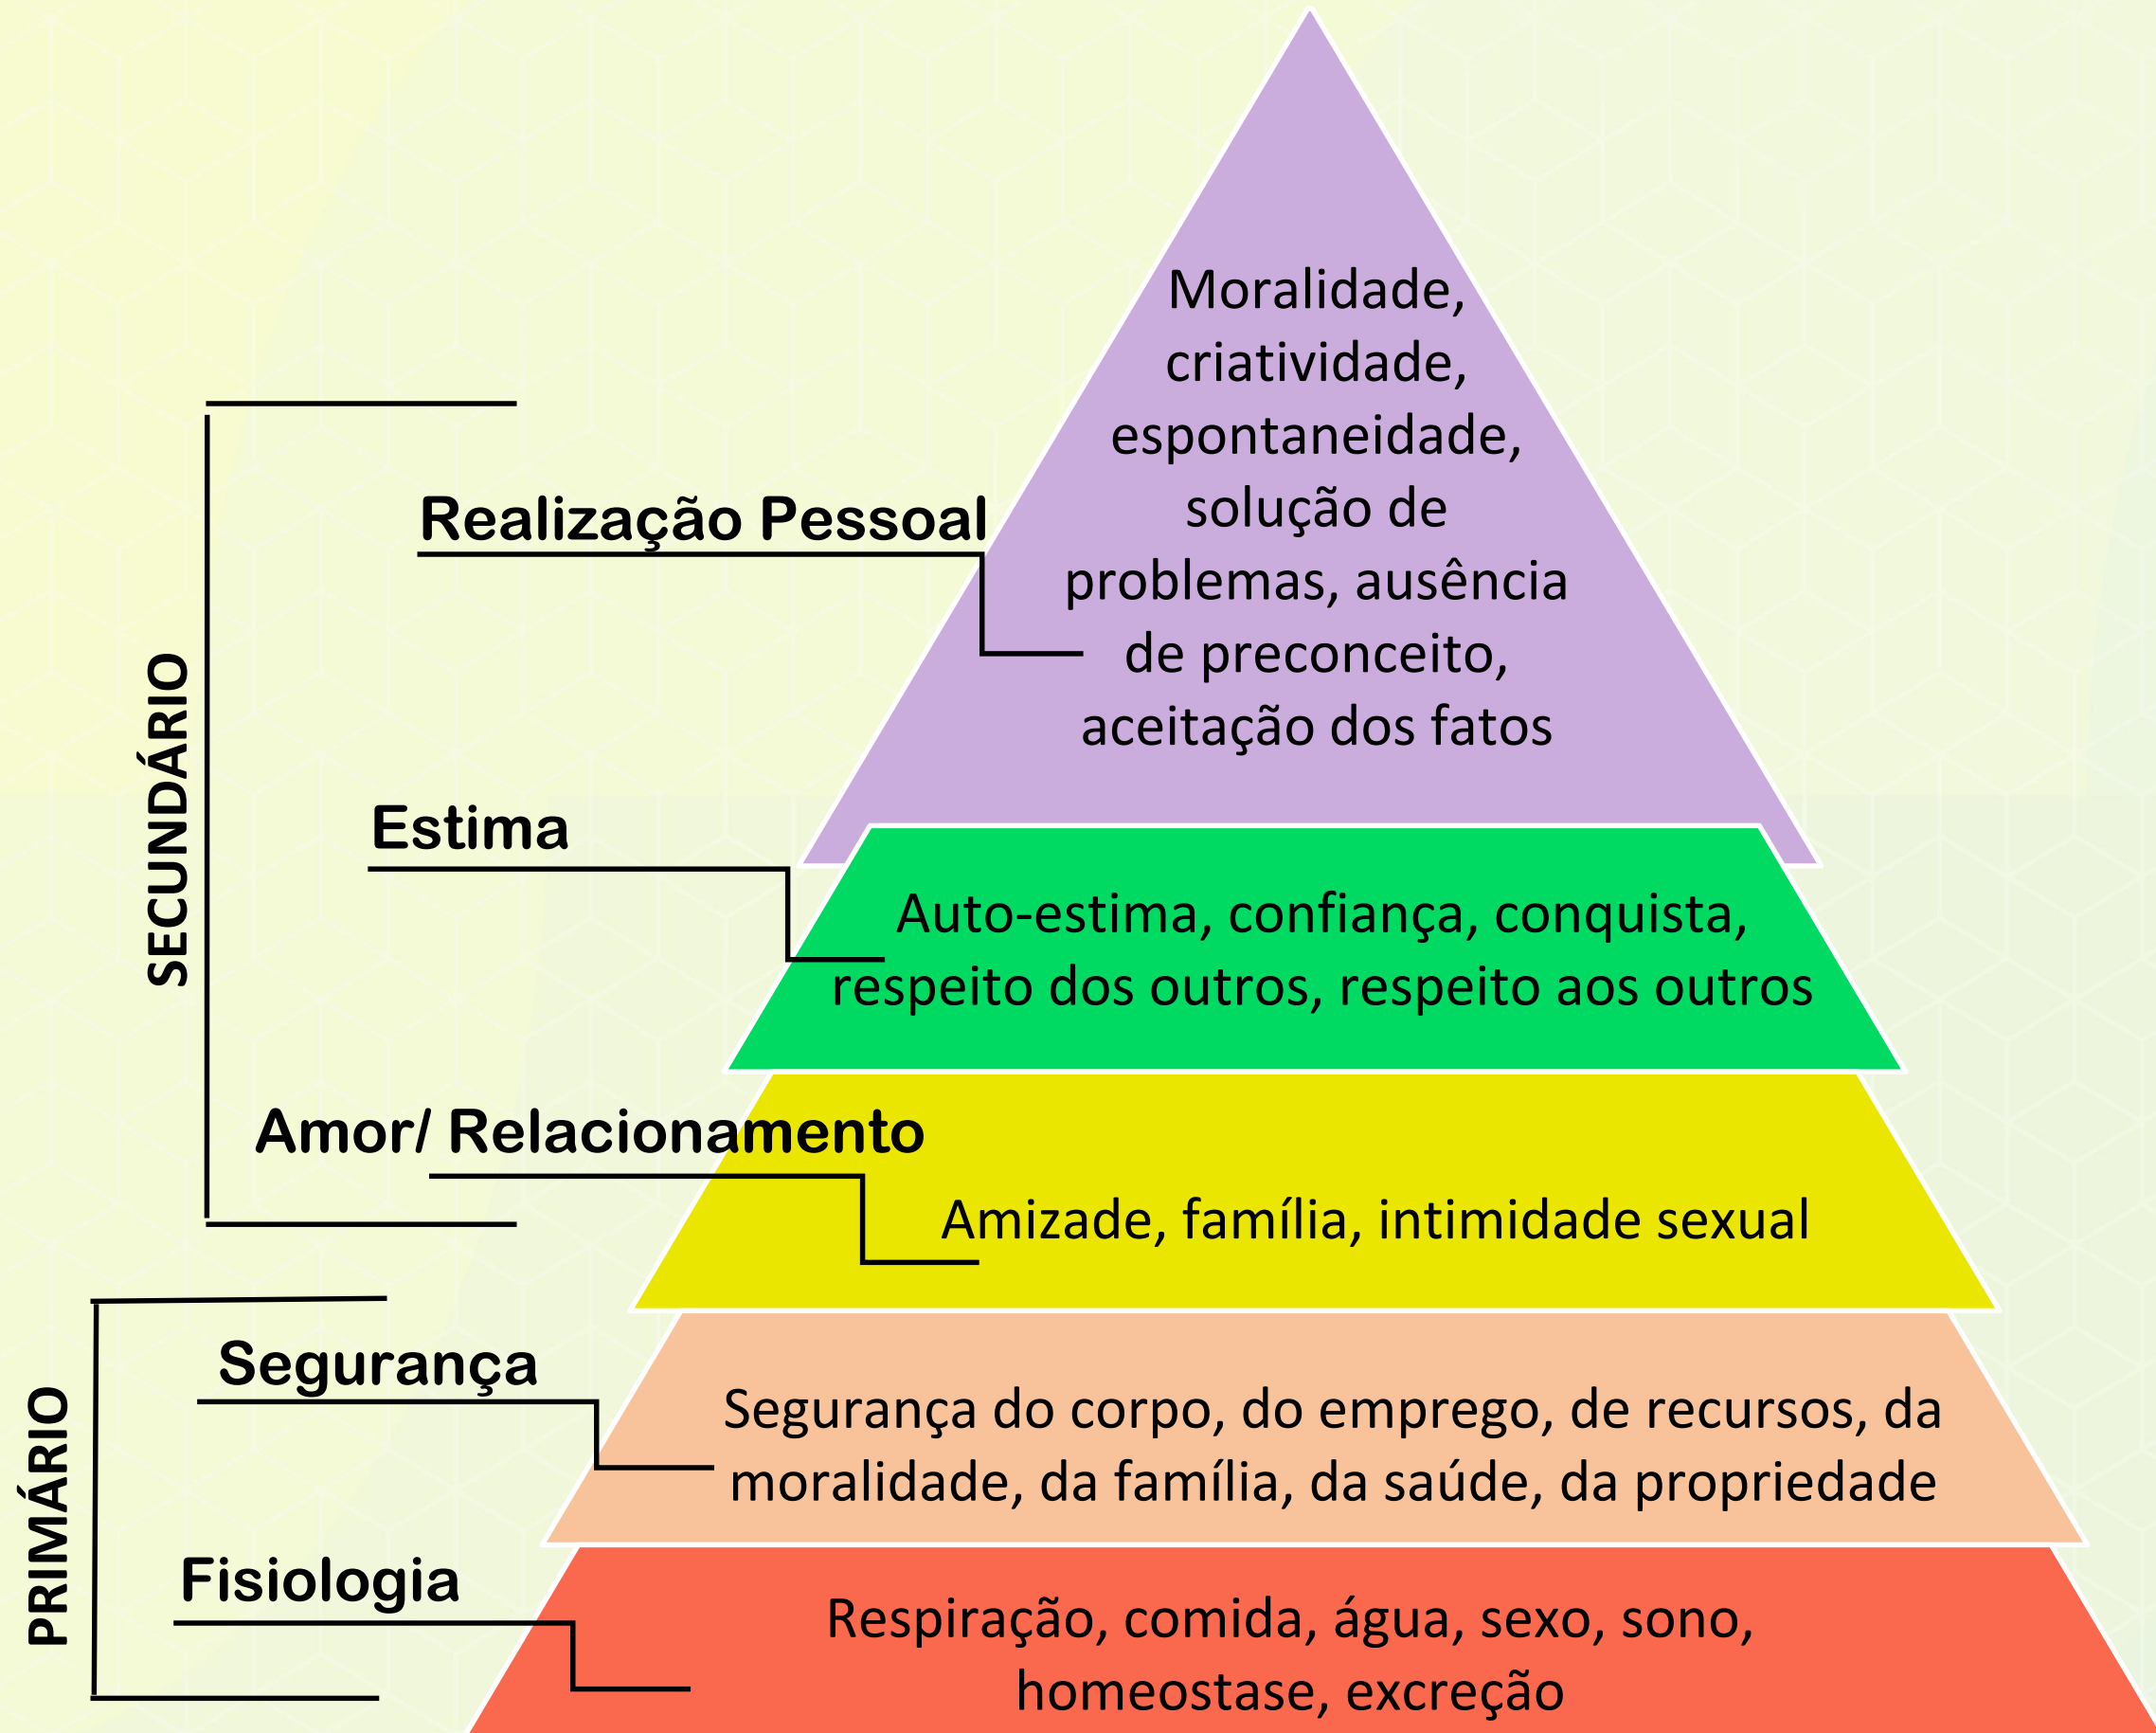 Moralidade,
criatividade,
espontaneidade,
solução de
problemas, ausência
de preconceito,
aceitação dos fatos
Realização Pessoal
SECUNDÁRIO
Estima
Auto-estima, confiança, conquista,
respeito dos outros, respeito aos outros
Amor/ Relacionamento
Amizade, família, intimidade sexual
Segurança
Segurança do corpo, do emprego, de recursos, da
moralidade, da família, da saúde, da propriedade
PRIMÁRIO
Fisiologia
Respiração, comida, água, sexo, sono,
homeostase, excreção